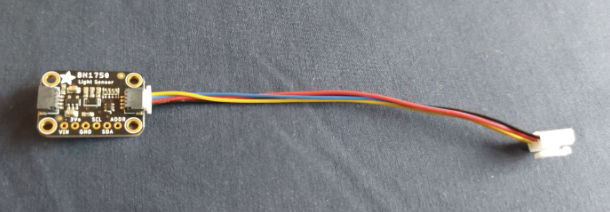 BH1750
Light Sensor
3Vo SCL ADDR
VIN GND SDA